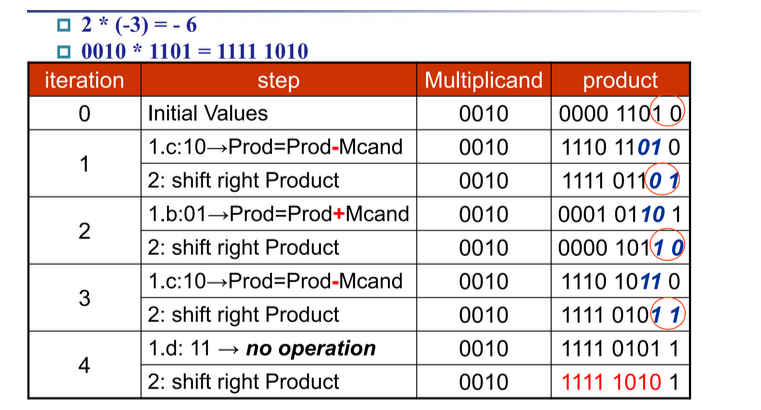 2 * (-3) = - 6
0010 * 1101 = 1111 1010
iteration step Multiplicand product
0 Initial Values 0010 0000 1101 0
1 1.c:10→Prod=Prod-Mcand 0010 1110 1101 0
2: shift right Product 0010 1111 0110 1
2 1.b:01→Prod=Prod+Mcand 0010 0001 0110 1
2: shift right Product 0010 0000 1011 0
3 1.c:10→Prod=Prod-Mcand 0010 1110 1011 0
2: shift right Product 0010 1111 0101 1
4 1.d: 11 → no operation 0010 1111 0101 1
2: shift right Product 0010 1111 1010 1